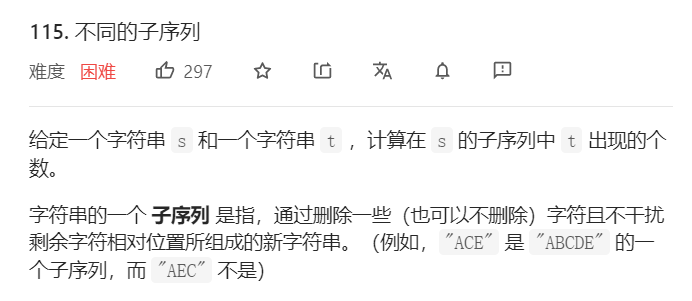 115. 不同的子序列
难度 困难 297
给定一个字符串 s 和一个字符串 t ，计算在 s 的子序列中 t 出现的个
数。
字符串的一个 子序列 是指，通过删除一些（也可以不删除）字符且不干扰
剩余字符相对位置所组成的新字符串。（例如，"ACE" 是 "ABCDE" 的一
个子序列，而 "AEC" 不是）